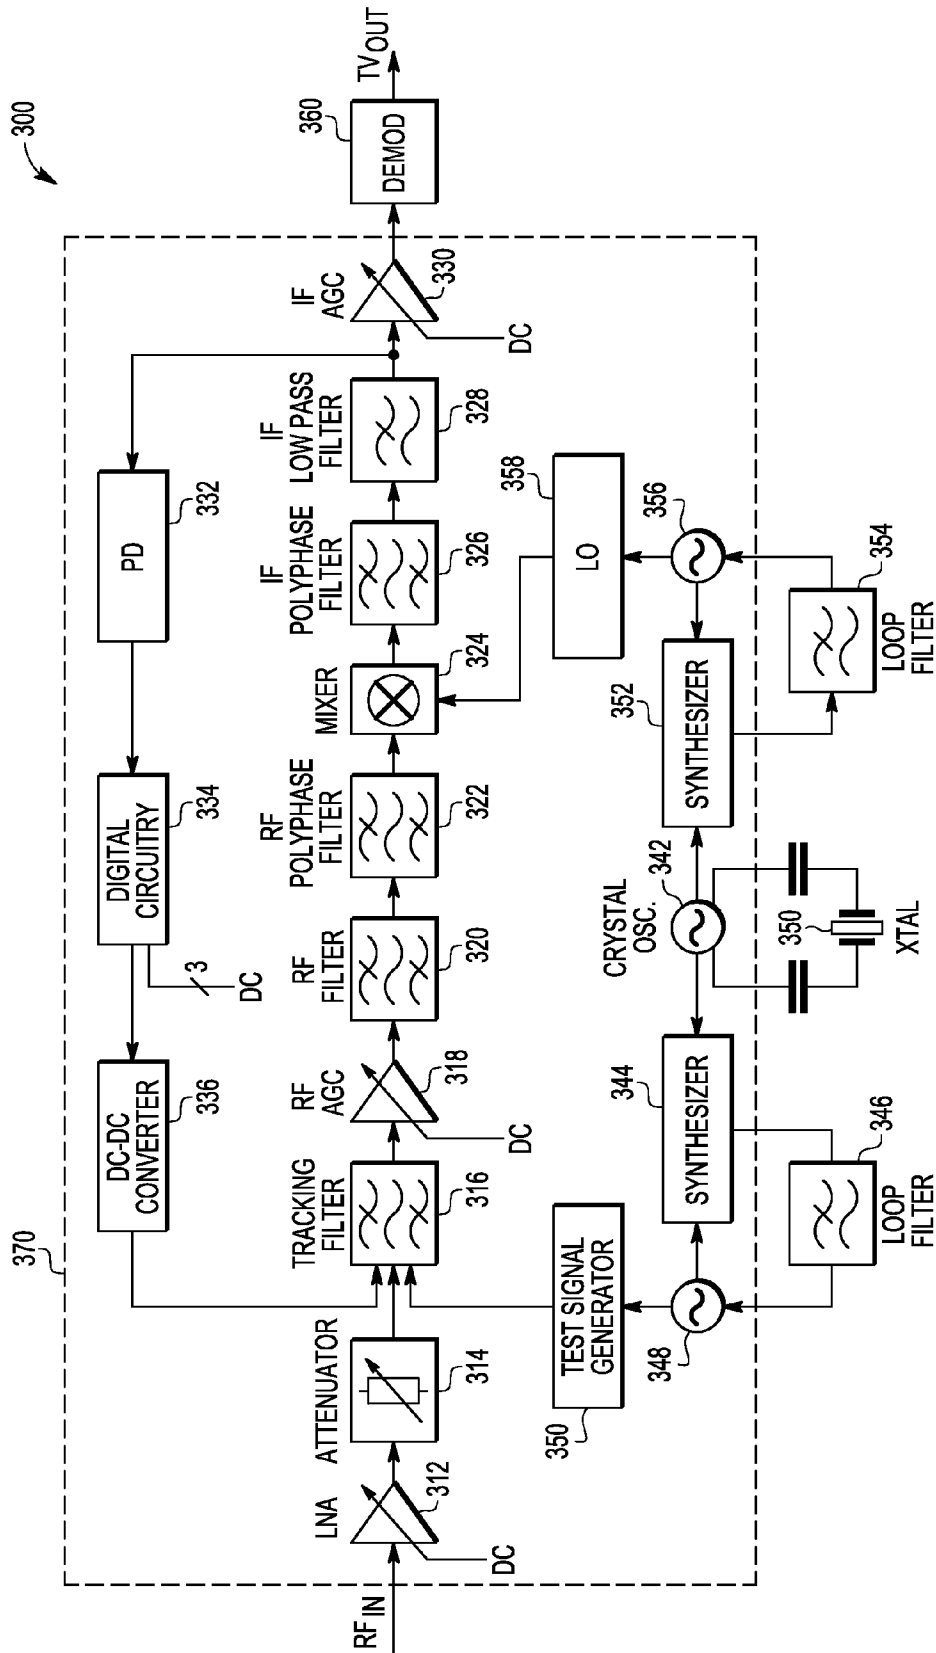 300
370
DC-DC
CONVERTER
336
DIGITAL
CIRCUITRY
334
3
DC
PD
332
RF IN
LNA
312
DC
ATTENUATOR
314
TRACKING
FILTER
316
RF
AGC
318
DC
RF
FILTER
320
RF
POLYPHASE
FILTER
322
MIXER
324
IF
POLYPHASE
FILTER
326
IF
LOW PASS
FILTER
328
IF
AGC
330
DC
DEMOD
360
TV OUT
TEST SIGNAL
GENERATOR
350
348
SYNTHESIZER
344
LOOP
FILTER
346
CRYSTAL
OSC.
342
350
XTAL
SYNTHESIZER
352
LO
358
356
LOOP
FILTER
354